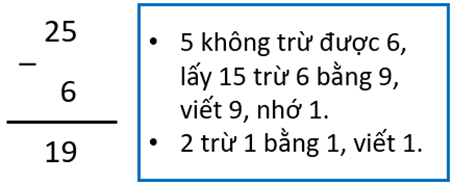 25
−
6
19
• 5 không trừ được 6,
lấy 15 trừ 6 bằng 9,
viết 9, nhớ 1.
• 2 trừ 1 bằng 1, viết 1.